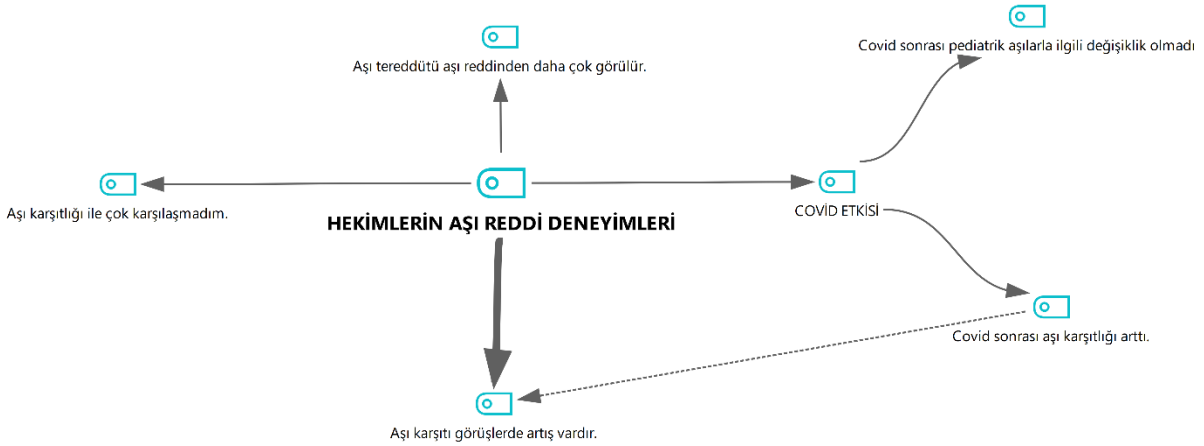 Covid sonrası pediatrik aşılarla ilgili değişiklik olmadı
Aşı tereddütü aşı reddinden daha çok görülür.
Aşı karşıtlığı ile çok karşılaşmadım.
HEKİMLERİN AŞI REDDİ DENEYİMLERİ
COVİD ETKİSİ
Covid sonrası aşı karşıtlığı arttı.
Aşı karşıtı görüşlerde artış vardır.